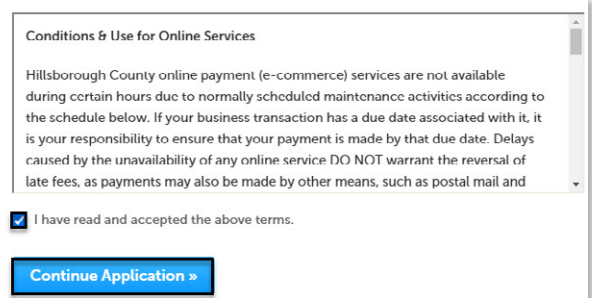 Conditions & Use for Online Services
Hillsborough County online payment (e-commerce) services are not available
during certain hours due to normally scheduled maintenance activities according to
the schedule below. If your business transaction has a due date associated with it, it
is your responsibility to ensure that your payment is made by that due date. Delays
caused by the unavailability of any online service DO NOT warrant the reversal of
late fees, as payments may also be made by other means, such as postal mail and
I have read and accepted the above terms.
Continue Application »